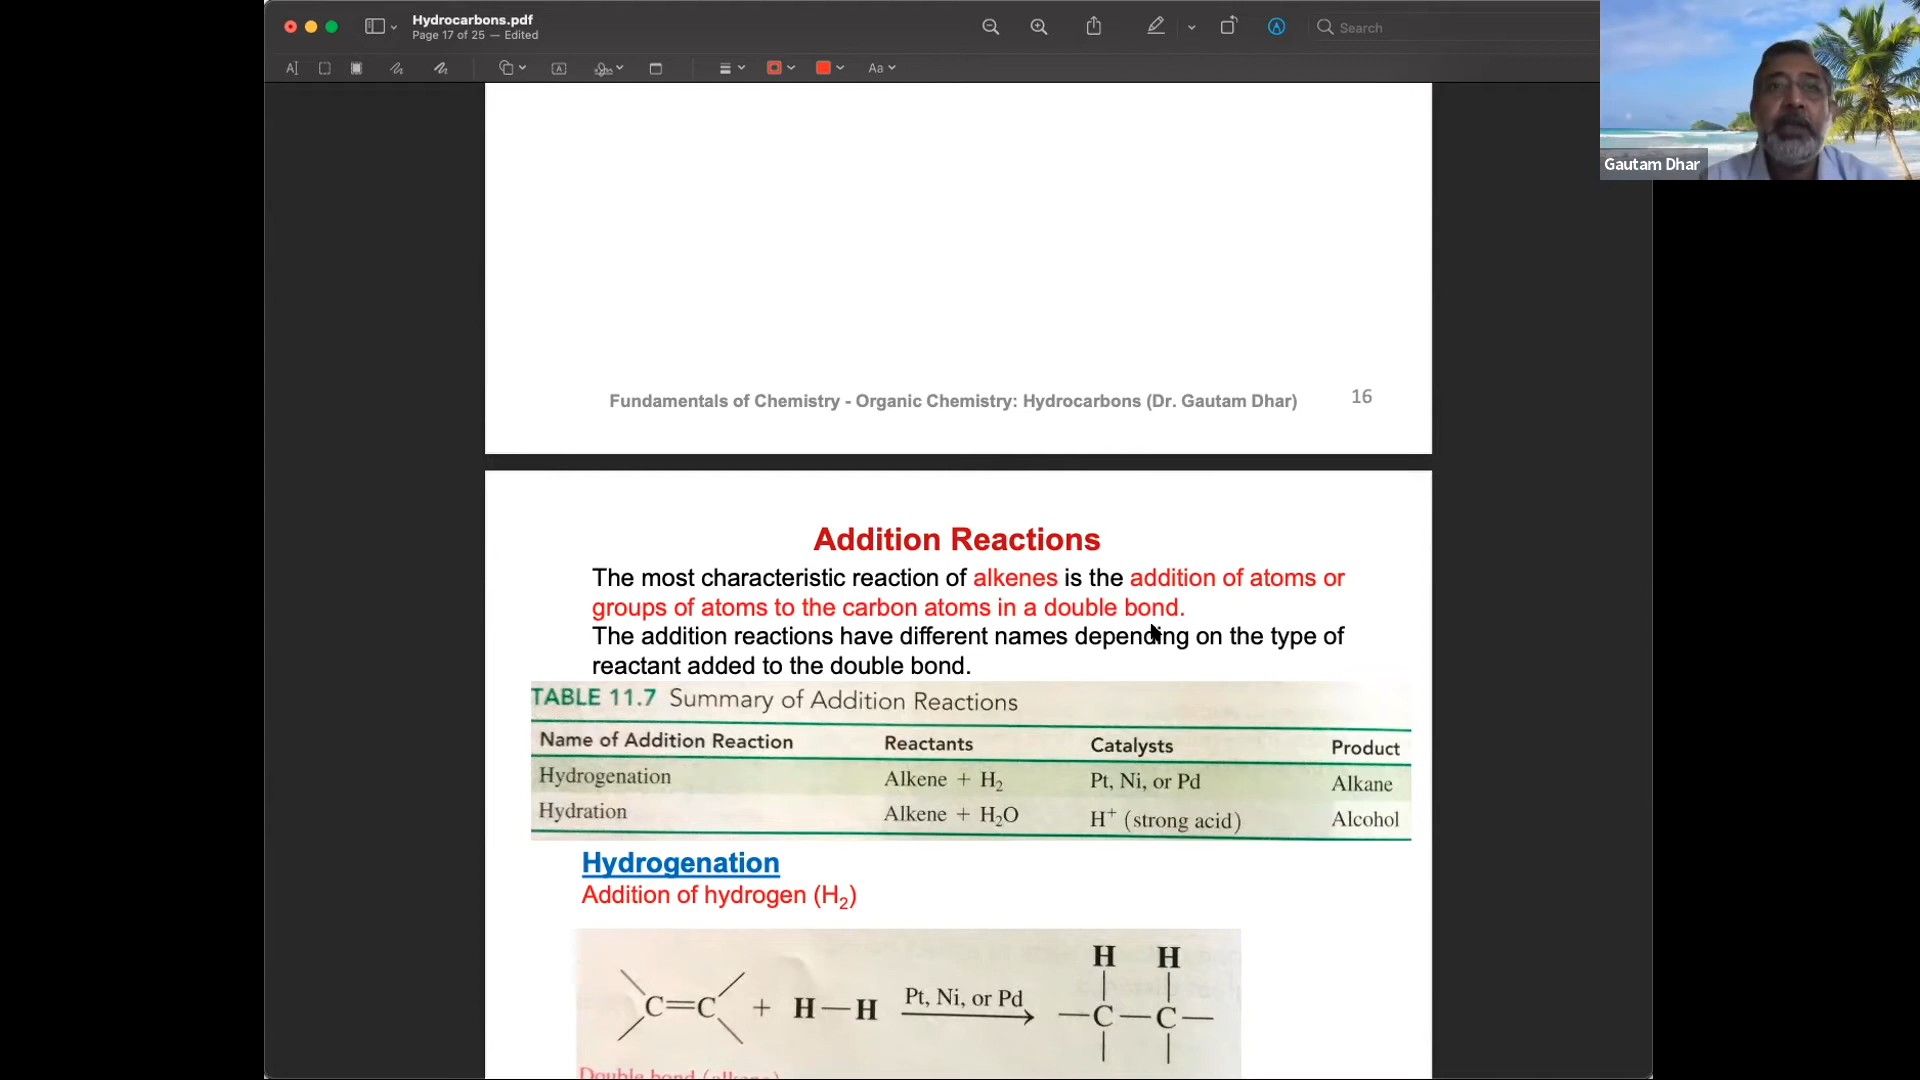 Hydrocarbons.pdf
Page 17 of 25 — Edited
Search
Aa
Gautam Dhar
Fundamentals of Chemistry - Organic Chemistry: Hydrocarbons (Dr. Gautam Dhar) 16
Addition Reactions
The most characteristic reaction of alkenes is the addition of atoms or
groups of atoms to the carbon atoms in a double bond.
The addition reactions have different names depending on the type of
reactant added to the double bond.
TABLE 11.7 Summary of Addition Reactions
Name of Addition Reaction Reactants Catalysts Product
Hydrogenation Alkene + H₂ Pt, Ni, or Pd Alkane
Hydration Alkene + H₂O H⁺ (strong acid) Alcohol
Hydrogenation
Addition of hydrogen (H₂)
H H
C=C + H—H Pt, Ni, or Pd —C—C—
Double bond (alkene)